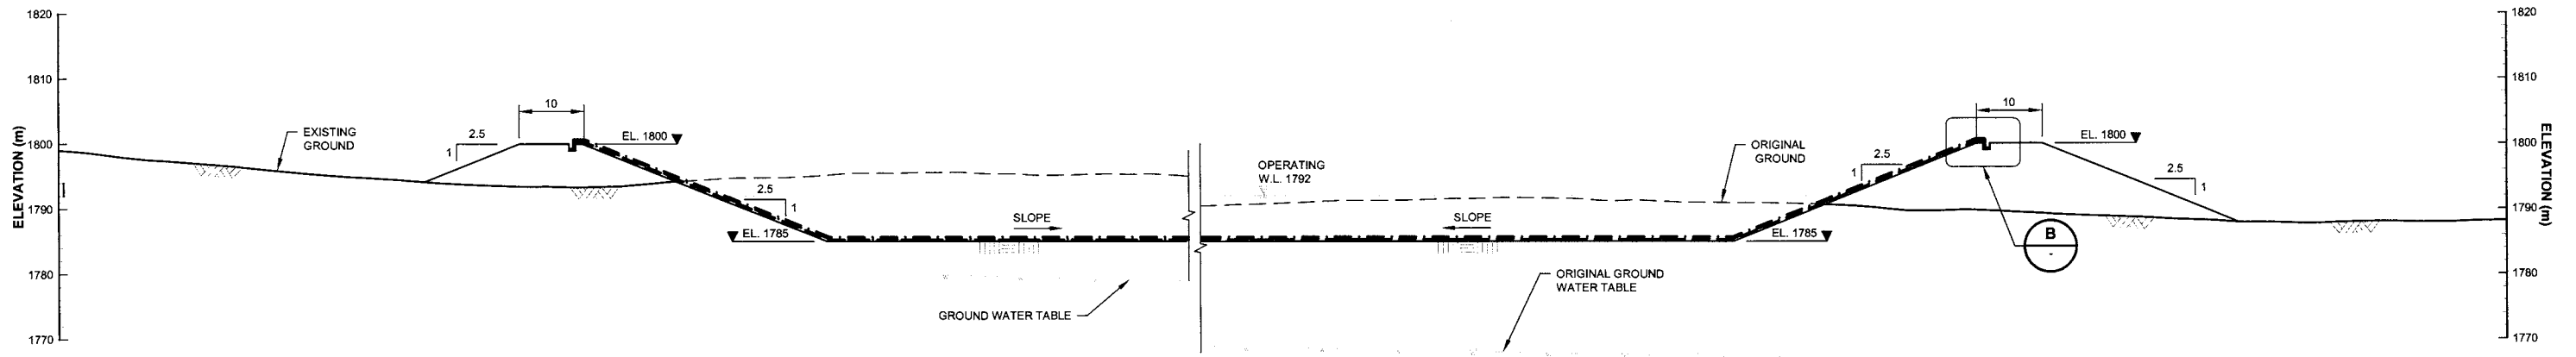 1820
1810
1800
1790
1780
1770
ELEVATION (m)
EXISTING
GROUND
2.5
1
10
EL. 1800
2.5
1
EL. 1785
SLOPE
GROUND WATER TABLE
OPERATING
W.L. 1792
SLOPE
ORIGINAL
GROUND
ORIGINAL GROUND
WATER TABLE
2.5
1
EL. 1785
10
EL. 1800
2.5
1
B
-
1820
1810
1800
1790
1780
1770
ELEVATION (m)